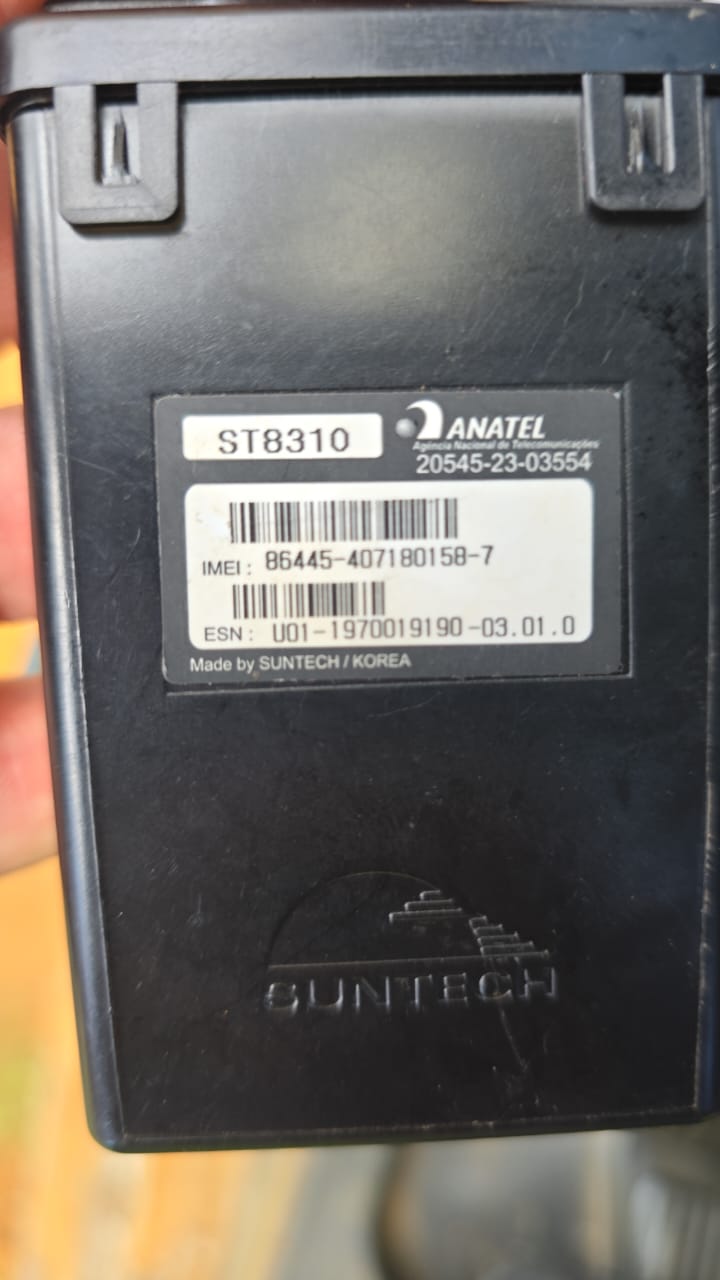 ST8310
ANATEL
Agência Nacional de Telecomunicações
20545-23-03554
IMEI: 86445-407180158-7
ESN: U01-1970019190-03.01.0
Made by SUNTECH / KOREA
SUNTECH